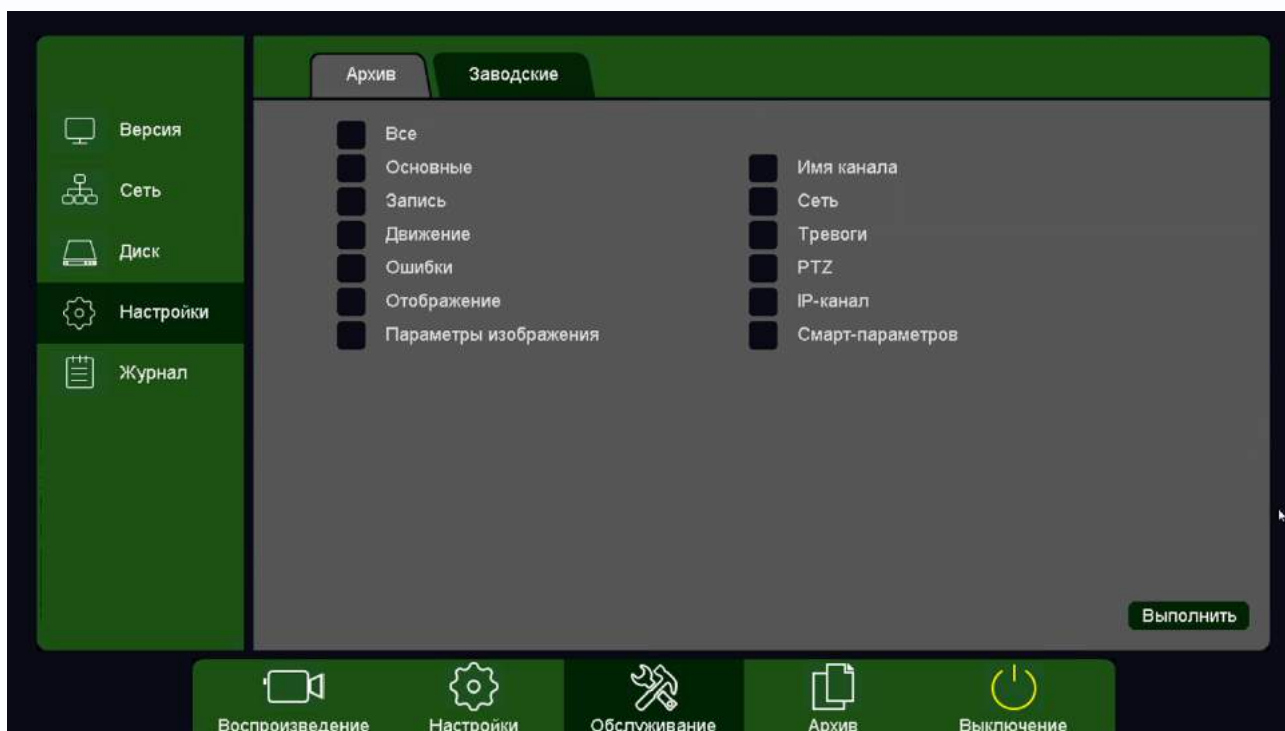 Архив Заводские
Версия
Сеть
Диск
Настройки
Журнал
Все
Основные Имя канала
Запись Сеть
Движение Тревоги
Ошибки PTZ
Отображение IP-канал
Параметры изображения Смарт-параметров
Выполнить
Воспроизведение Настройки Обслуживание Архив Выключение